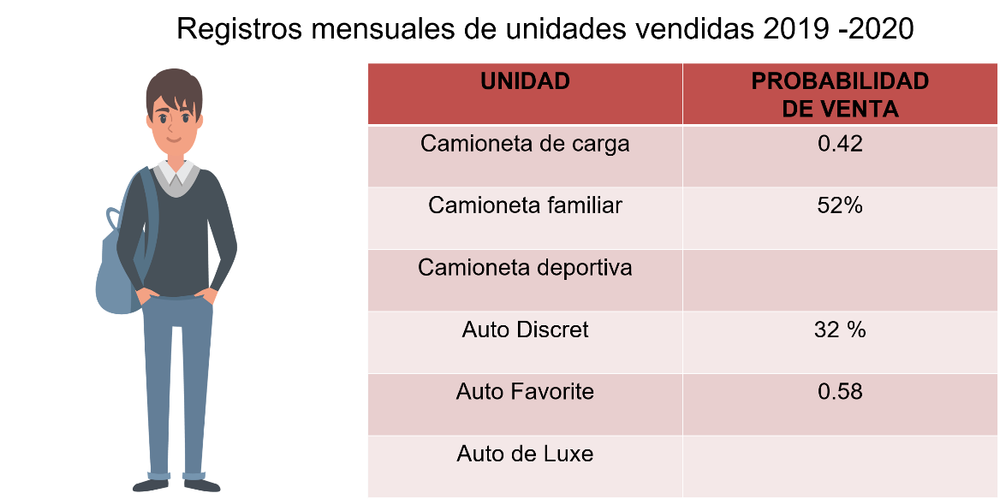 Registros mensuales de unidades vendidas 2019 -2020
UNIDAD
PROBABILIDAD
DE VENTA
Camioneta de carga
0.42
Camioneta familiar
52%
Camioneta deportiva
Auto Discret
32 %
Auto Favorite
0.58
Auto de Luxe